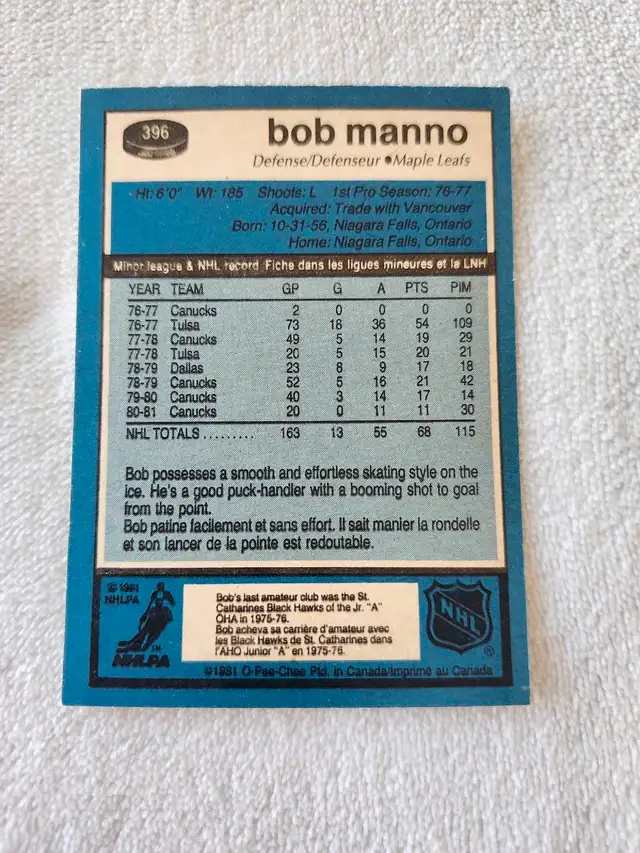 396
bob manno
Defense/Defenseur •Maple Leafs
Ht: 6'0" Wt: 185 Shoots: L 1st Pro Season: 76-77
Acquired: Trade with Vancouver
Born: 10-31-56, Niagara Falls, Ontario
Home: Niagara Falls, Ontario
Minor league & NHL record Fiche dans les ligues mineures et la LNH
YEAR TEAM GP G A PTS PIM
76-77 Canucks 2 0 0 0 0
76-77 Tulsa 73 18 36 54 109
77-78 Canucks 49 5 14 19 29
77-78 Tulsa 20 5 15 20 21
78-79 Dallas 23 8 9 17 18
78-79 Canucks 52 5 16 21 42
79-80 Canucks 40 3 14 17 14
80-81 Canucks 20 0 11 11 30
NHL TOTALS ......... 163 13 55 68 115
Bob possesses a smooth and effortless skating style on the
ice. He's a good puck-handler with a booming shot to goal
from the point.
Bob patine facilement et sans effort. Il sait manier la rondelle
et son lancer de la pointe est redoutable.
© 1981
NHLPA
IN
NHLPA
Bob's last amateur club was the St.
Catharines Black Hawks of the Jr. "A"
OHA in 1975-76.
Bob acheva sa carrière d'amateur avec
les Black Hawks de St. Catharines dans
l'AHO Junior "A" en 1975-76.
NHL
®
©1981 O-Pee-Chee Ptd. in Canada/Imprimé au Canada